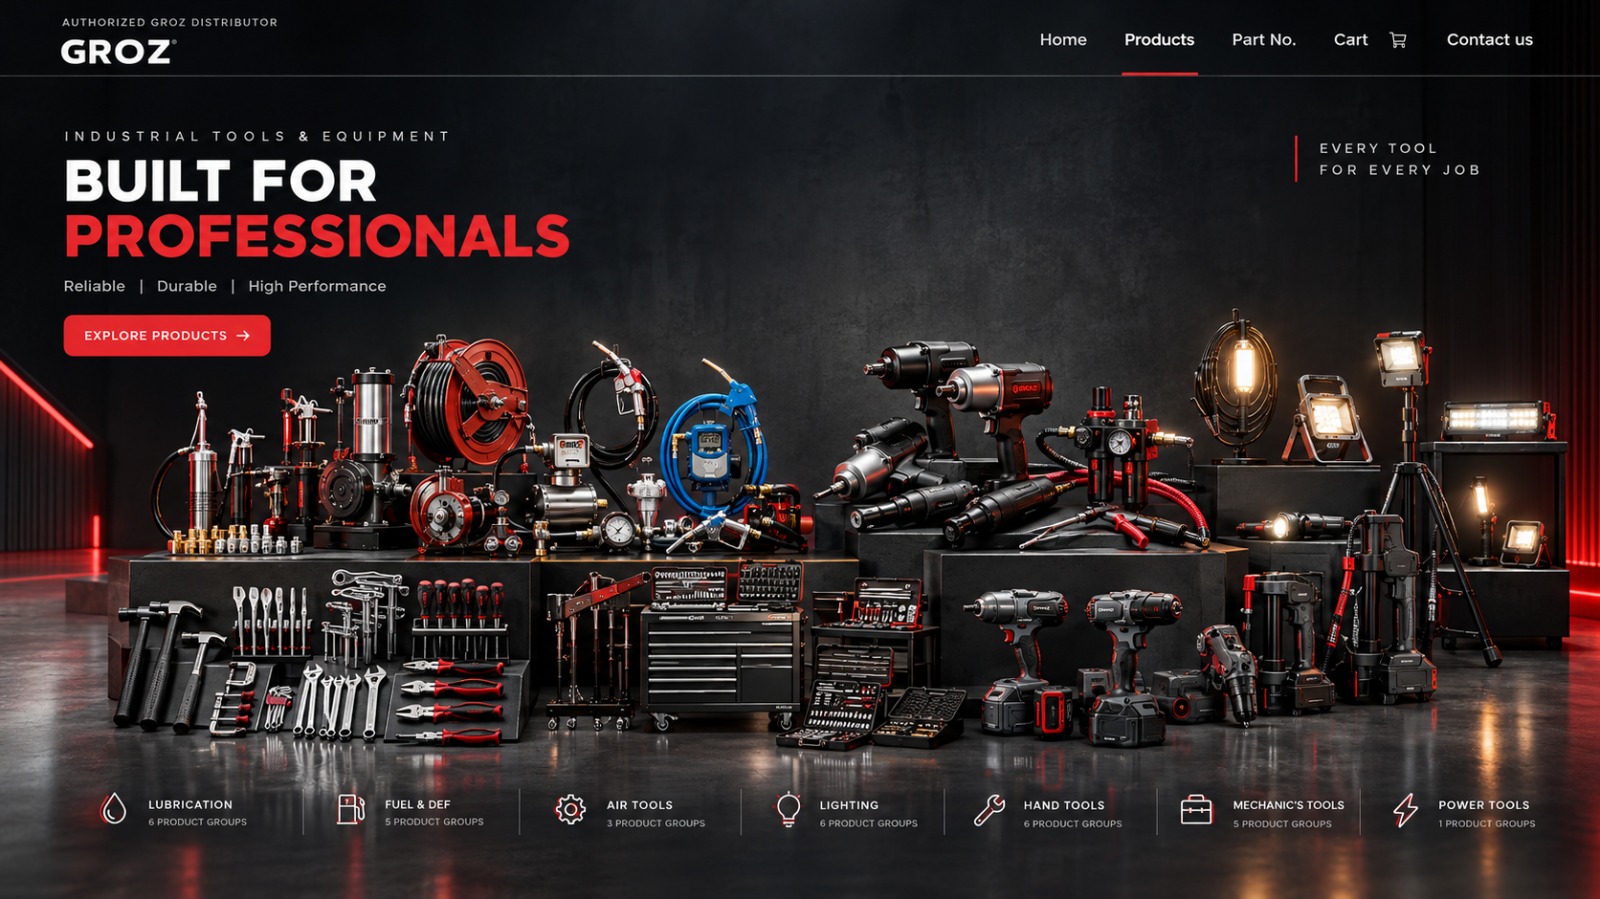 AUTHORIZED GROZ DISTRIBUTOR
GROZ
Home
Products
Part No.
Cart
Contact us
INDUSTRIAL TOOLS & EQUIPMENT
BUILT FOR
PROFESSIONALS
Reliable | Durable | High Performance
EXPLORE PRODUCTS →
EVERY TOOL
FOR EVERY JOB
LUBRICATION
6 PRODUCT GROUPS
FUEL & DEF
5 PRODUCT GROUPS
AIR TOOLS
3 PRODUCT GROUPS
LIGHTING
6 PRODUCT GROUPS
HAND TOOLS
6 PRODUCT GROUPS
MECHANIC'S TOOLS
5 PRODUCT GROUPS
POWER TOOLS
1 PRODUCT GROUPS